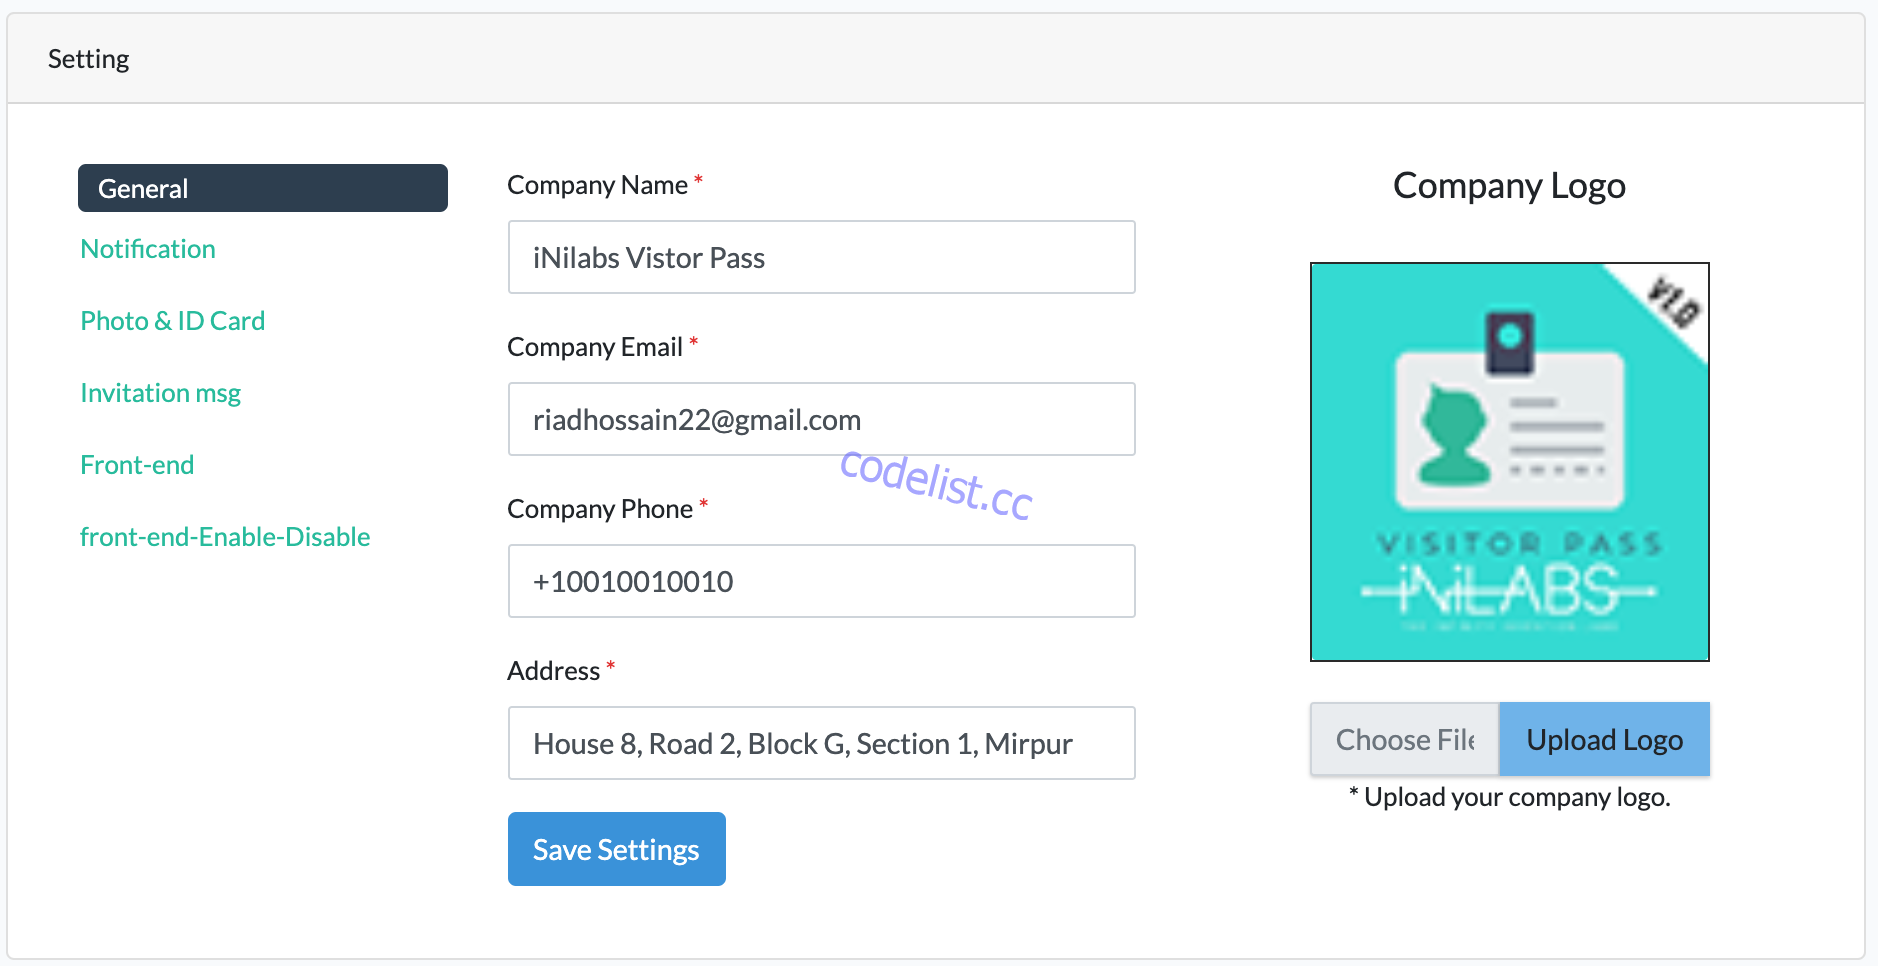 Setting
General
Notification
Photo & ID Card
Invitation msg
Front-end
front-end-Enable-Disable
Company Name *
iNilabs Vistor Pass
Company Email *
riadhossain22@gmail.com
codelist.cc
Company Phone *
+10010010010
Address *
House 8, Road 2, Block G, Section 1, Mirpur
Save Settings
Company Logo
V1.0
VISITOR PASS
iNiLABS
Choose File
Upload Logo
* Upload your company logo.